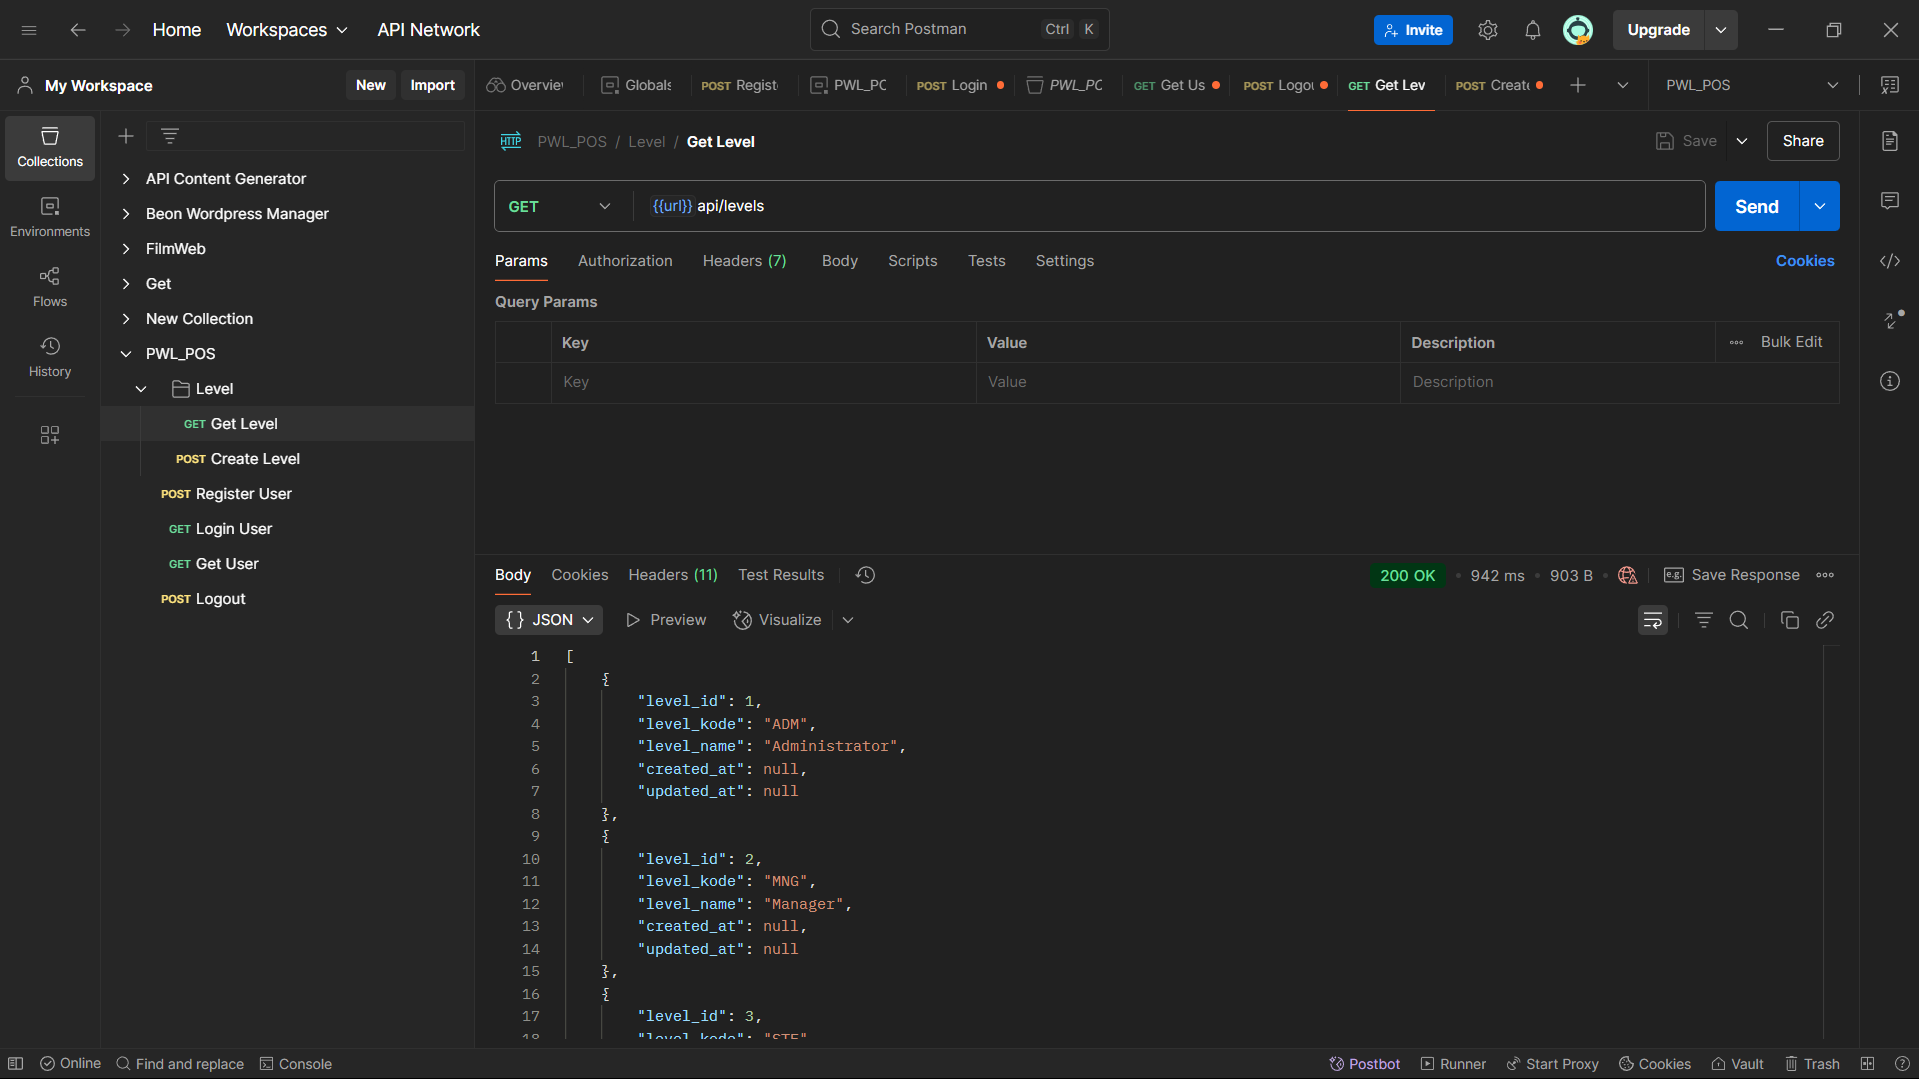 Home Workspaces API Network Search Postman Ctrl K Invite Upgrade
My Workspace New Import
Overview Globals POST Regist PWL_PC POST Login PWL_PC GET Get Us POST Logou GET Get Lev POST Create PWL_POS
Collections
Environments
Flows
History
API Content Generator
Beon Wordpress Manager
FilmWeb
Get
New Collection
PWL_POS
Level
GET Get Level
POST Create Level
POST Register User
GET Login User
GET Get User
POST Logout
HTTP PWL_POS / Level / Get Level Save Share
GET {{url}} api/levels Send
Params Authorization Headers (7) Body Scripts Tests Settings Cookies
Query Params
Key Value Description Bulk Edit
Key Value Description
Body Cookies Headers (11) Test Results 200 OK 942 ms 903 B e.g. Save Response
{} JSON Preview Visualize
1 [
2 {
3 "level_id": 1,
4 "level_kode": "ADM",
5 "level_name": "Administrator",
6 "created_at": null,
7 "updated_at": null
8 },
9 {
10 "level_id": 2,
11 "level_kode": "MNG",
12 "level_name": "Manager",
13 "created_at": null,
14 "updated_at": null
15 },
16 {
17 "level_id": 3,
18 "level_kode": "STF"
Online Find and replace Console Postbot Runner Start Proxy Cookies Vault Trash